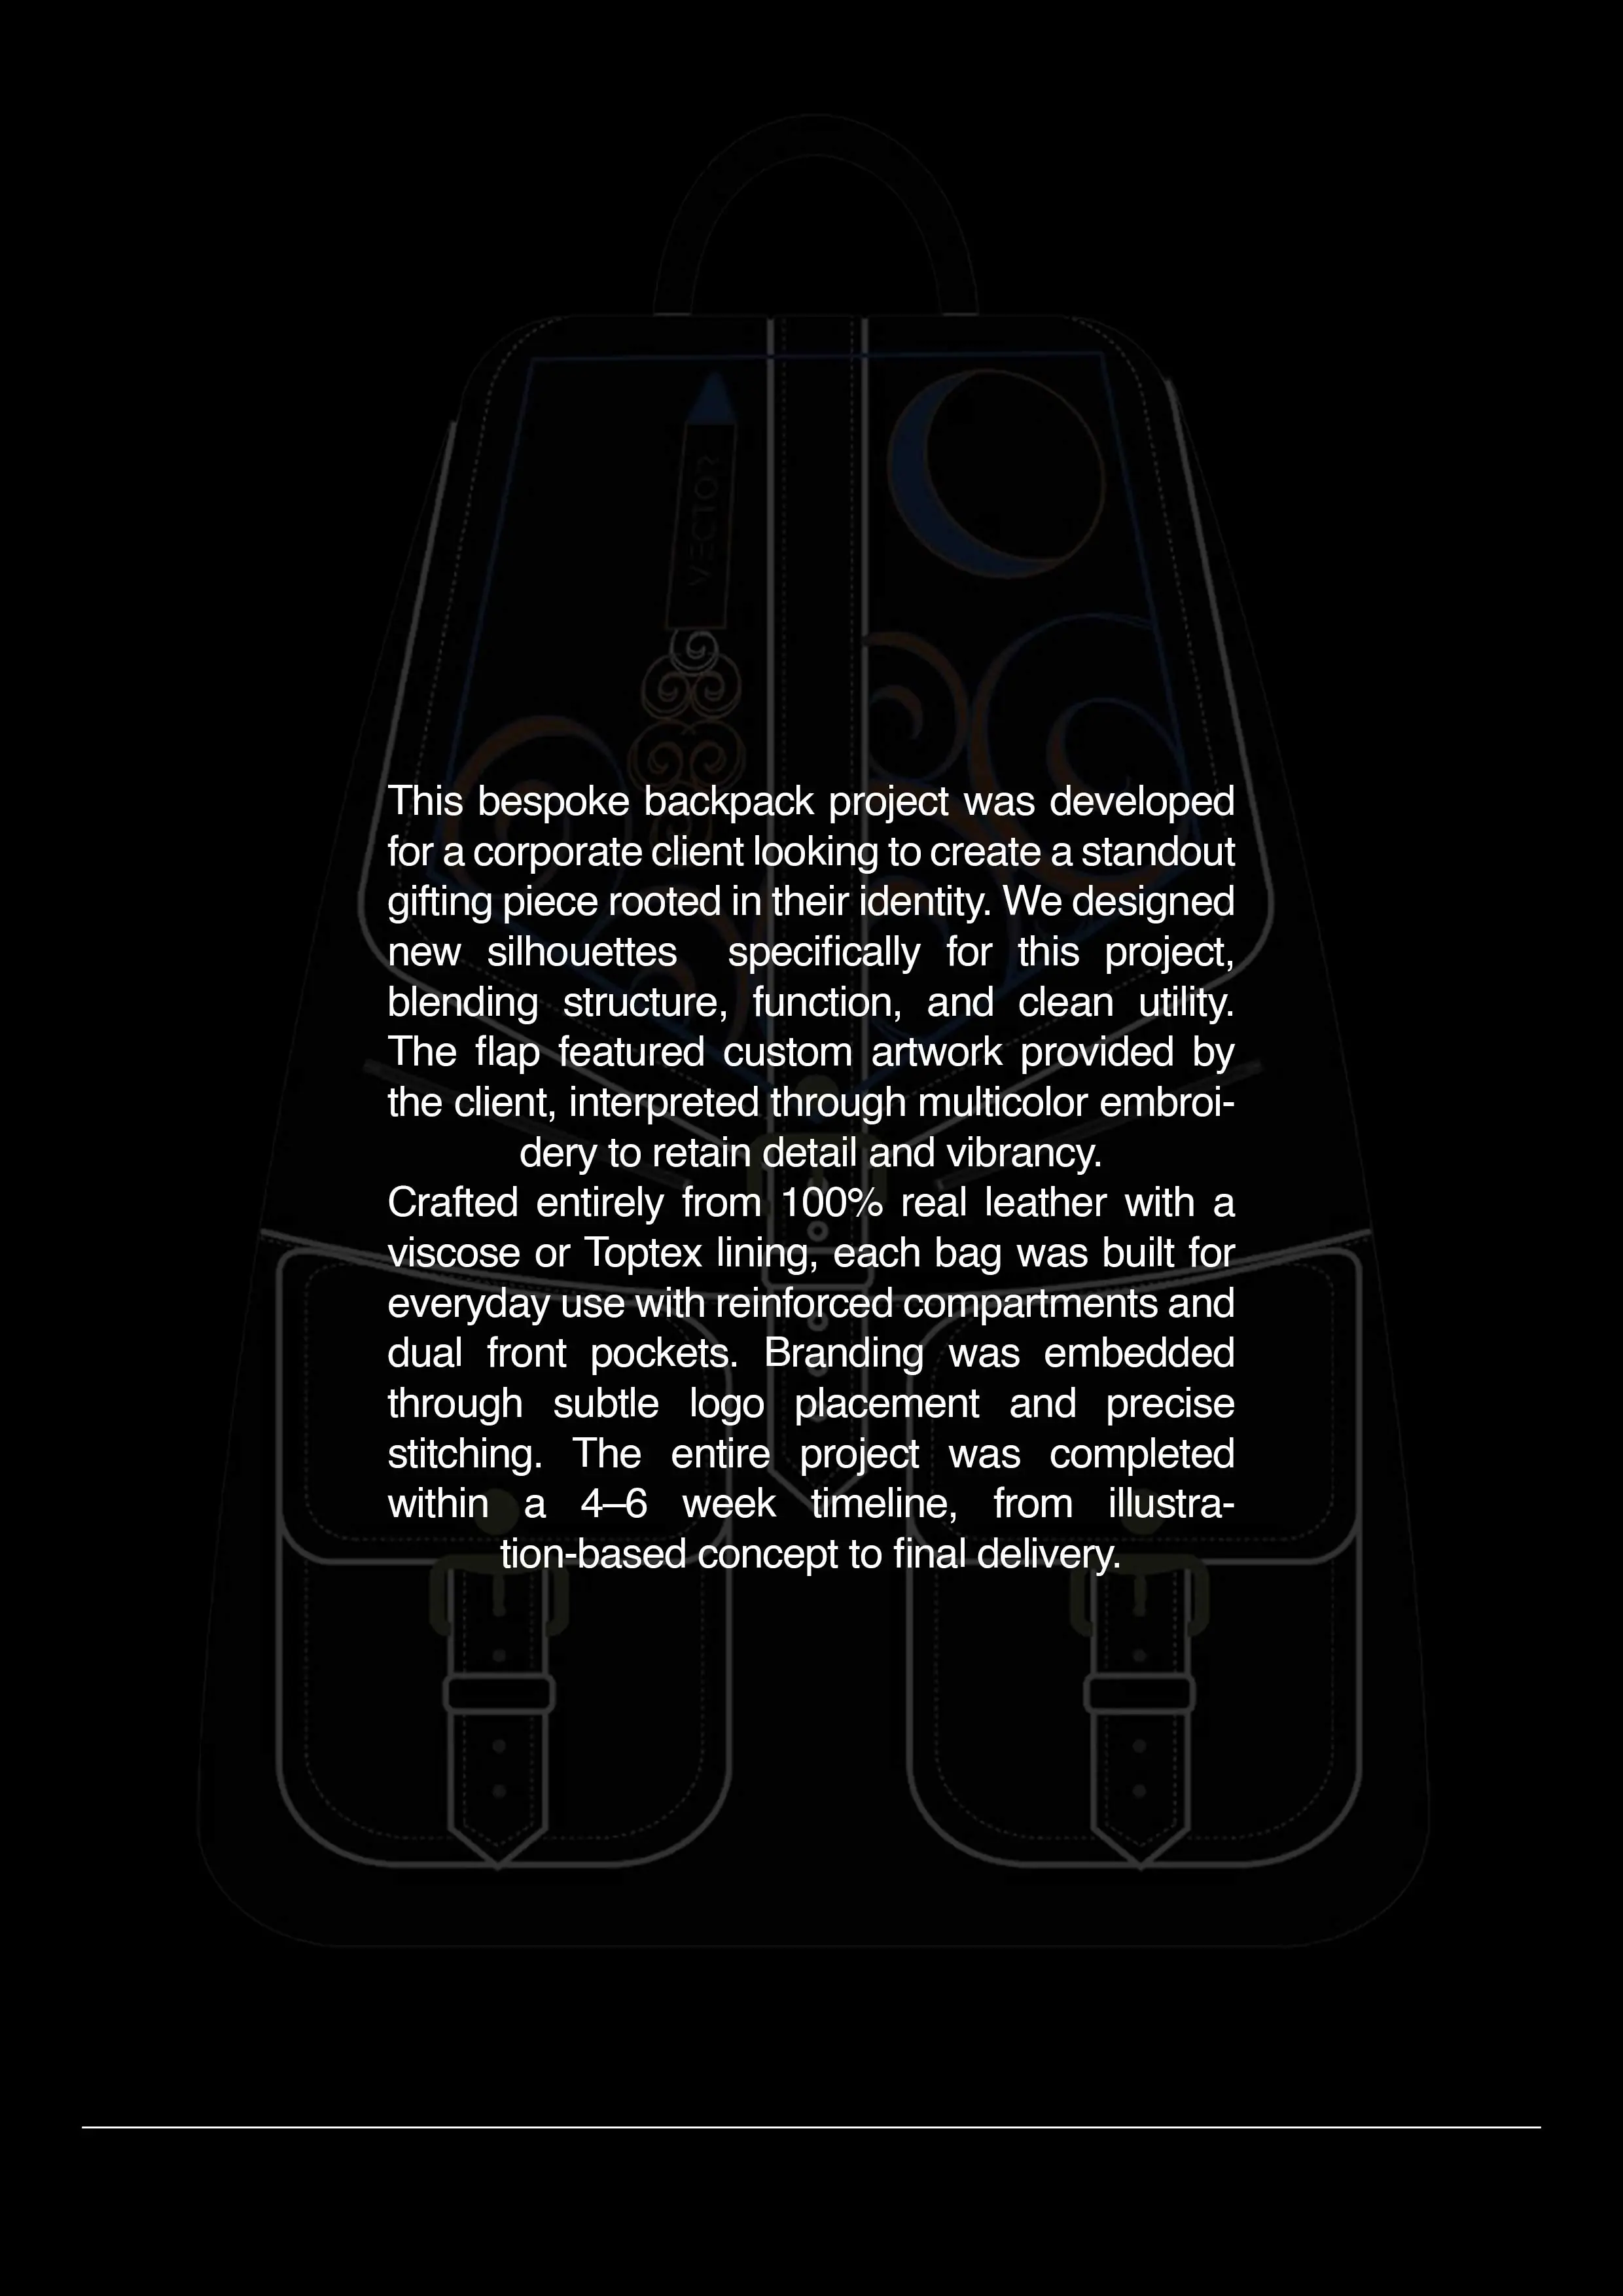 VECTOR
This bespoke backpack project was developed
for a corporate client looking to create a standout
gifting piece rooted in their identity. We designed
new silhouettes  specifically for this project,
blending structure, function, and clean utility.
The flap featured custom artwork provided by
the client, interpreted through multicolor embroi-
dery to retain detail and vibrancy.
Crafted entirely from 100% real leather with a
viscose or Toptex lining, each bag was built for
everyday use with reinforced compartments and
dual front pockets. Branding was embedded
through subtle logo placement and precise
stitching. The entire project was completed
within a 4–6 week timeline, from illustra-
tion-based concept to final delivery.